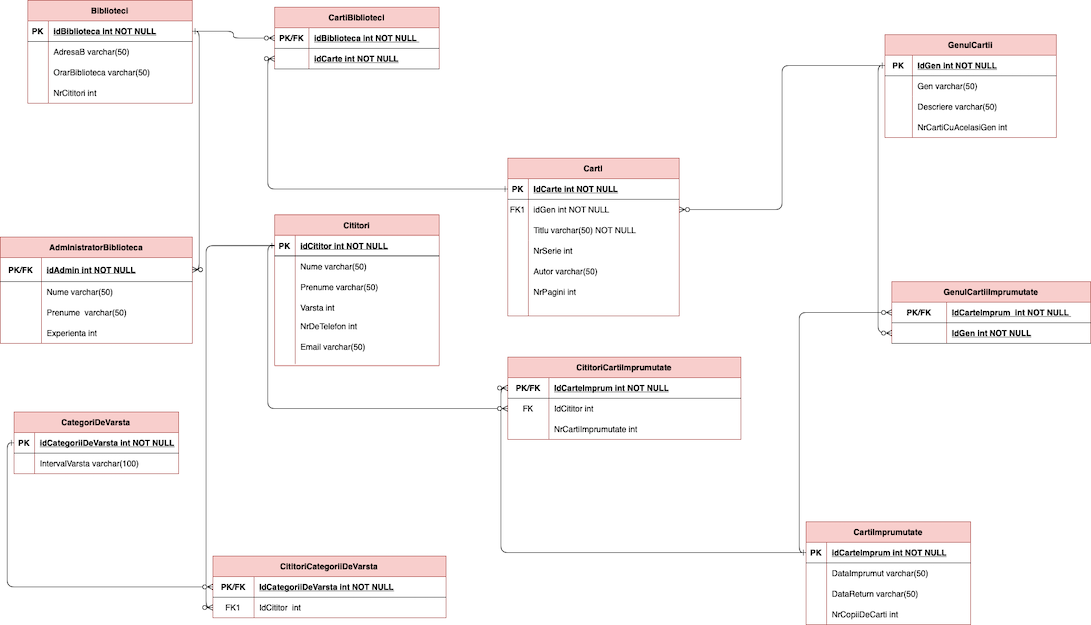 Biblioteci
PK idBiblioteca int NOT NULL
AdresaB varchar(50)
OrarBiblioteca varchar(50)
NrCititori int
CartiBiblioteci
PK/FK idBiblioteca int NOT NULL
idCarte int NOT NULL
GenulCartii
PK IdGen int NOT NULL
Gen varchar(50)
Descriere varchar(50)
NrCartiCuAcelasiGen int
Carti
PK IdCarte int NOT NULL
FK1 idGen int NOT NULL
Titlu varchar(50) NOT NULL
NrSerie int
Autor varchar(50)
NrPagini int
Cititori
PK idCititor int NOT NULL
Nume varchar(50)
Prenume varchar(50)
Varsta int
NrDeTelefon int
Email varchar(50)
AdministratorBiblioteca
PK/FK idAdmin int NOT NULL
Nume varchar(50)
Prenume varchar(50)
Experienta int
GenulCartiiImprumutate
PK/FK IdCarteImprum int NOT NULL
IdGen int NOT NULL
CititoriCartiImprumutate
PK/FK IdCarteImprum int NOT NULL
FK IdCititor int
NrCartiImprumutate int
CategoriDeVarsta
PK idCategoriiDeVarsta int NOT NULL
IntervalVarsta varchar(100)
CartiImprumutate
PK idCarteImprum int NOT NULL
DataImprumut varchar(50)
DataReturn varchar(50)
NrCopiiDeCarti int
CititoriCategoriiDeVarsta
PK/FK IdCategoriiDeVarsta int NOT NULL
FK1 IdCititor int